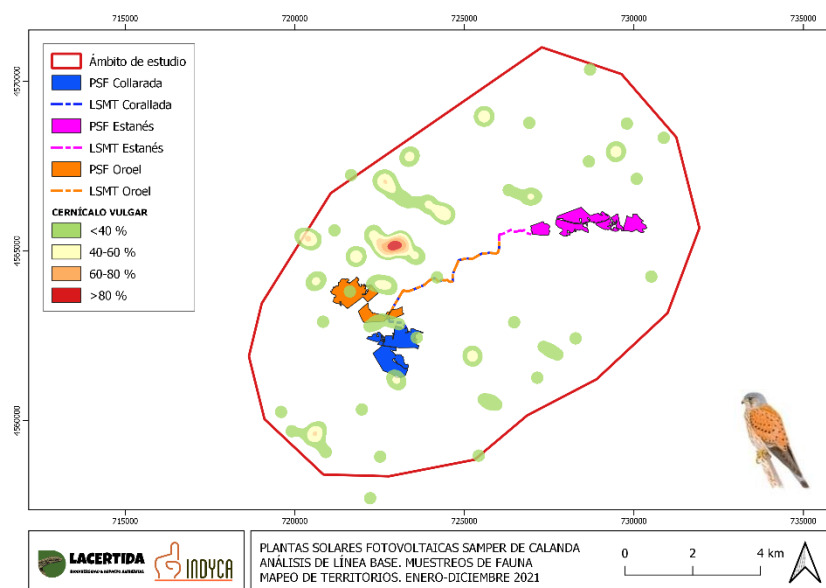 715000
720000
725000
730000
735000
4570000
4565000
4560000
Ámbito de estudio
PSF Collarada
LSMT Corallada
PSF Estanés
LSMT Estanés
PSF Oroel
LSMT Oroel
CERNÍCALO VULGAR
<40 %
40-60 %
60-80 %
>80 %
715000
720000
725000
730000
735000
LACERTIDA
INDYCA
PLANTAS SOLARES FOTOVOLTAICAS SAMPER DE CALANDA
ANÁLISIS DE LÍNEA BASE. MUESTREOS DE FAUNA
MAPEO DE TERRITORIOS. ENERO-DICIEMBRE 2021
0
2
4 km